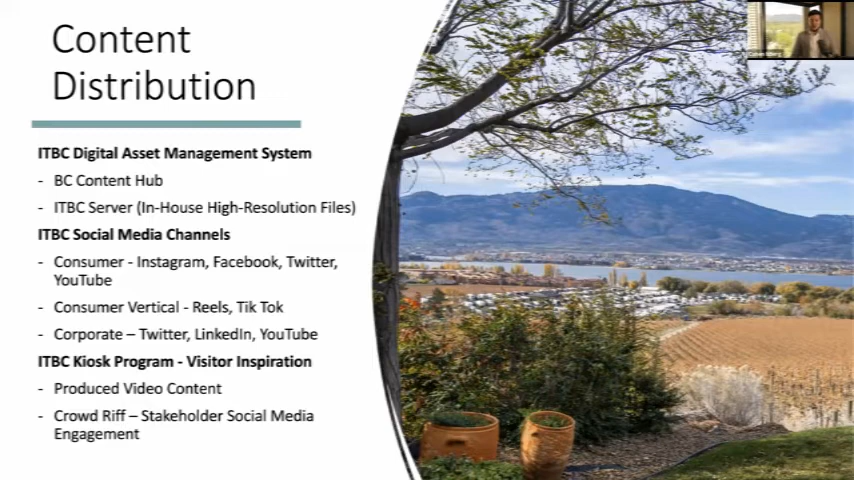 Content
Distribution
ITBC Digital Asset Management System
- BC Content Hub
- ITBC Server (In-House High-Resolution Files)
ITBC Social Media Channels
- Consumer - Instagram, Facebook, Twitter,
YouTube
- Consumer Vertical - Reels, Tik Tok
- Corporate – Twitter, LinkedIn, YouTube
ITBC Kiosk Program - Visitor Inspiration
- Produced Video Content
- Crowd Riff – Stakeholder Social Media
Engagement